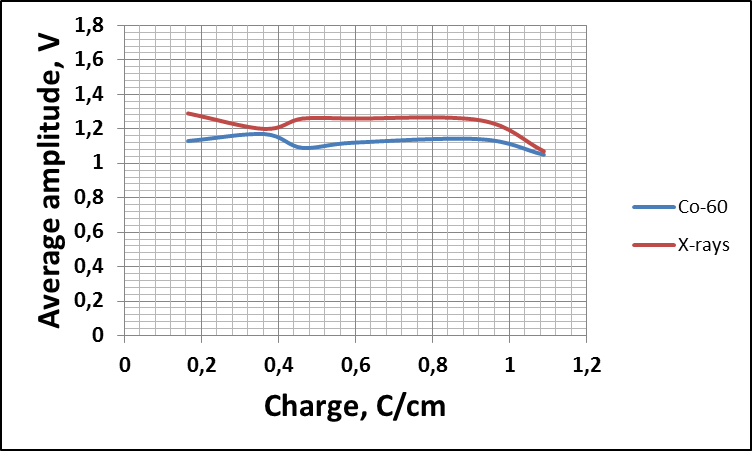 Average amplitude, V
1,8
1,6
1,4
1,2
1
0,8
0,6
0,4
0,2
0
0 0,2 0,4 0,6 0,8 1 1,2
Charge, C/cm
Co-60
X-rays